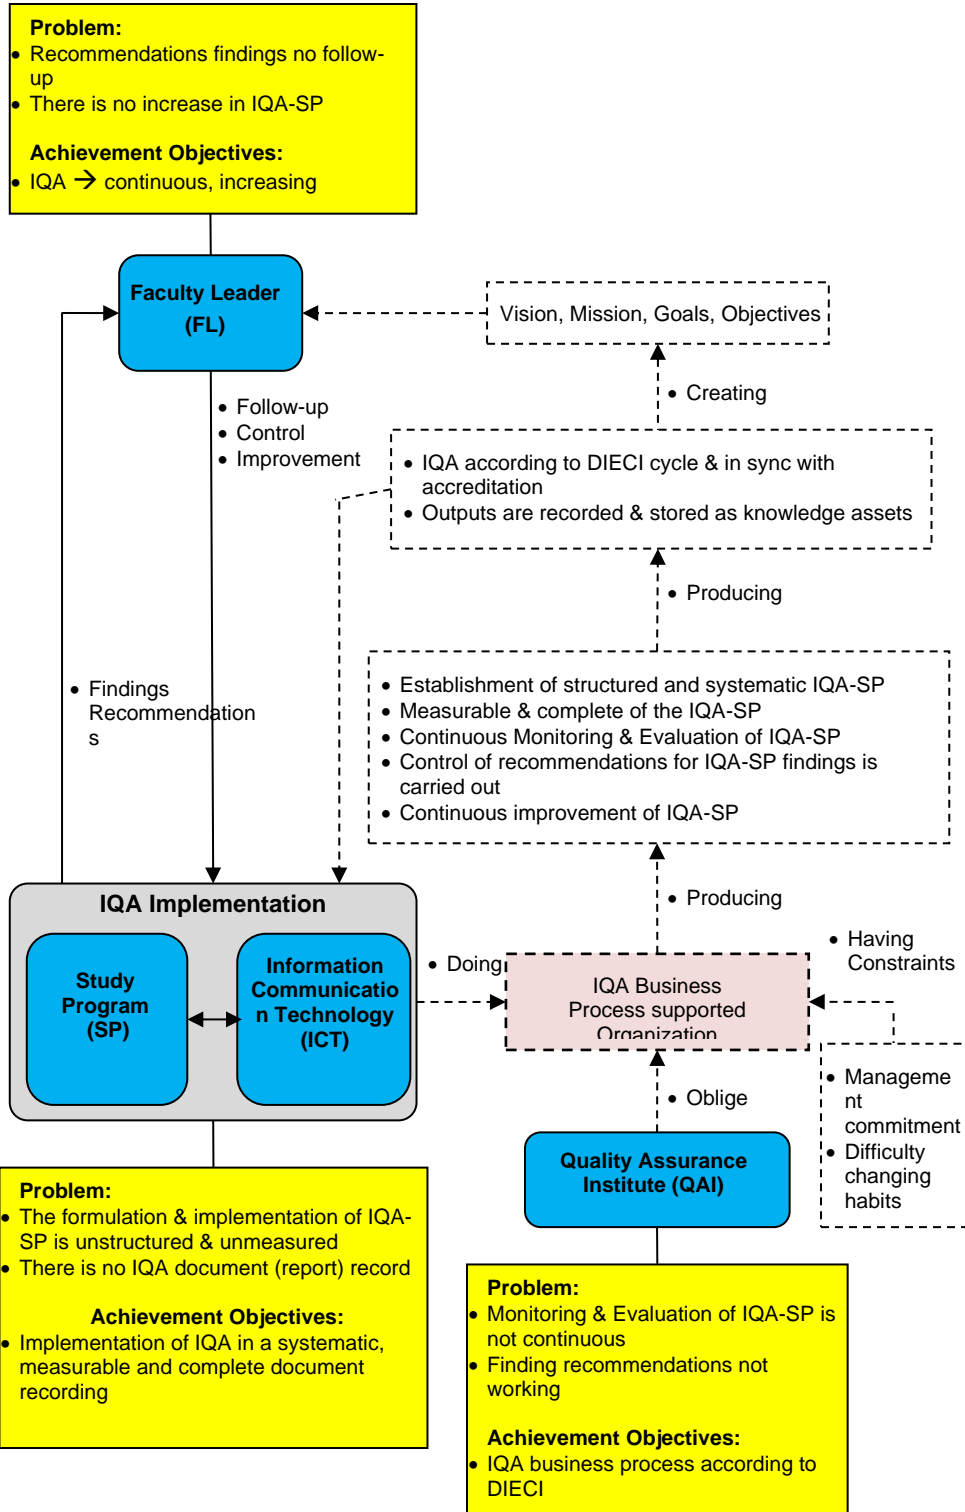 Problem:
• Recommendations findings no follow-
up
• There is no increase in IQA-SP
Achievement Objectives:
• IQA → continuous, increasing
Faculty Leader
(FL)
Vision, Mission, Goals, Objectives
• Follow-up
• Control
• Improvement
• Creating
• IQA according to DIECI cycle & in sync with
accreditation
• Outputs are recorded & stored as knowledge assets
• Producing
• Findings
Recommendation
s
• Establishment of structured and systematic IQA-SP
• Measurable & complete of the IQA-SP
• Continuous Monitoring & Evaluation of IQA-SP
• Control of recommendations for IQA-SP findings is
carried out
• Continuous improvement of IQA-SP
• Producing
IQA Implementation
Study
Program
(SP)
Information
Communicatio
n Technology
(ICT)
• Doing
IQA Business
Process supported
Organization
• Having
Constraints
• Manageme
nt
commitment
• Difficulty
changing
habits
• Oblige
Quality Assurance
Institute (QAI)
Problem:
• The formulation & implementation of IQA-
SP is unstructured & unmeasured
• There is no IQA document (report) record
Achievement Objectives:
• Implementation of IQA in a systematic,
measurable and complete document
recording
Problem:
• Monitoring & Evaluation of IQA-SP is
not continuous
• Finding recommendations not
working
Achievement Objectives:
• IQA business process according to
DIECI